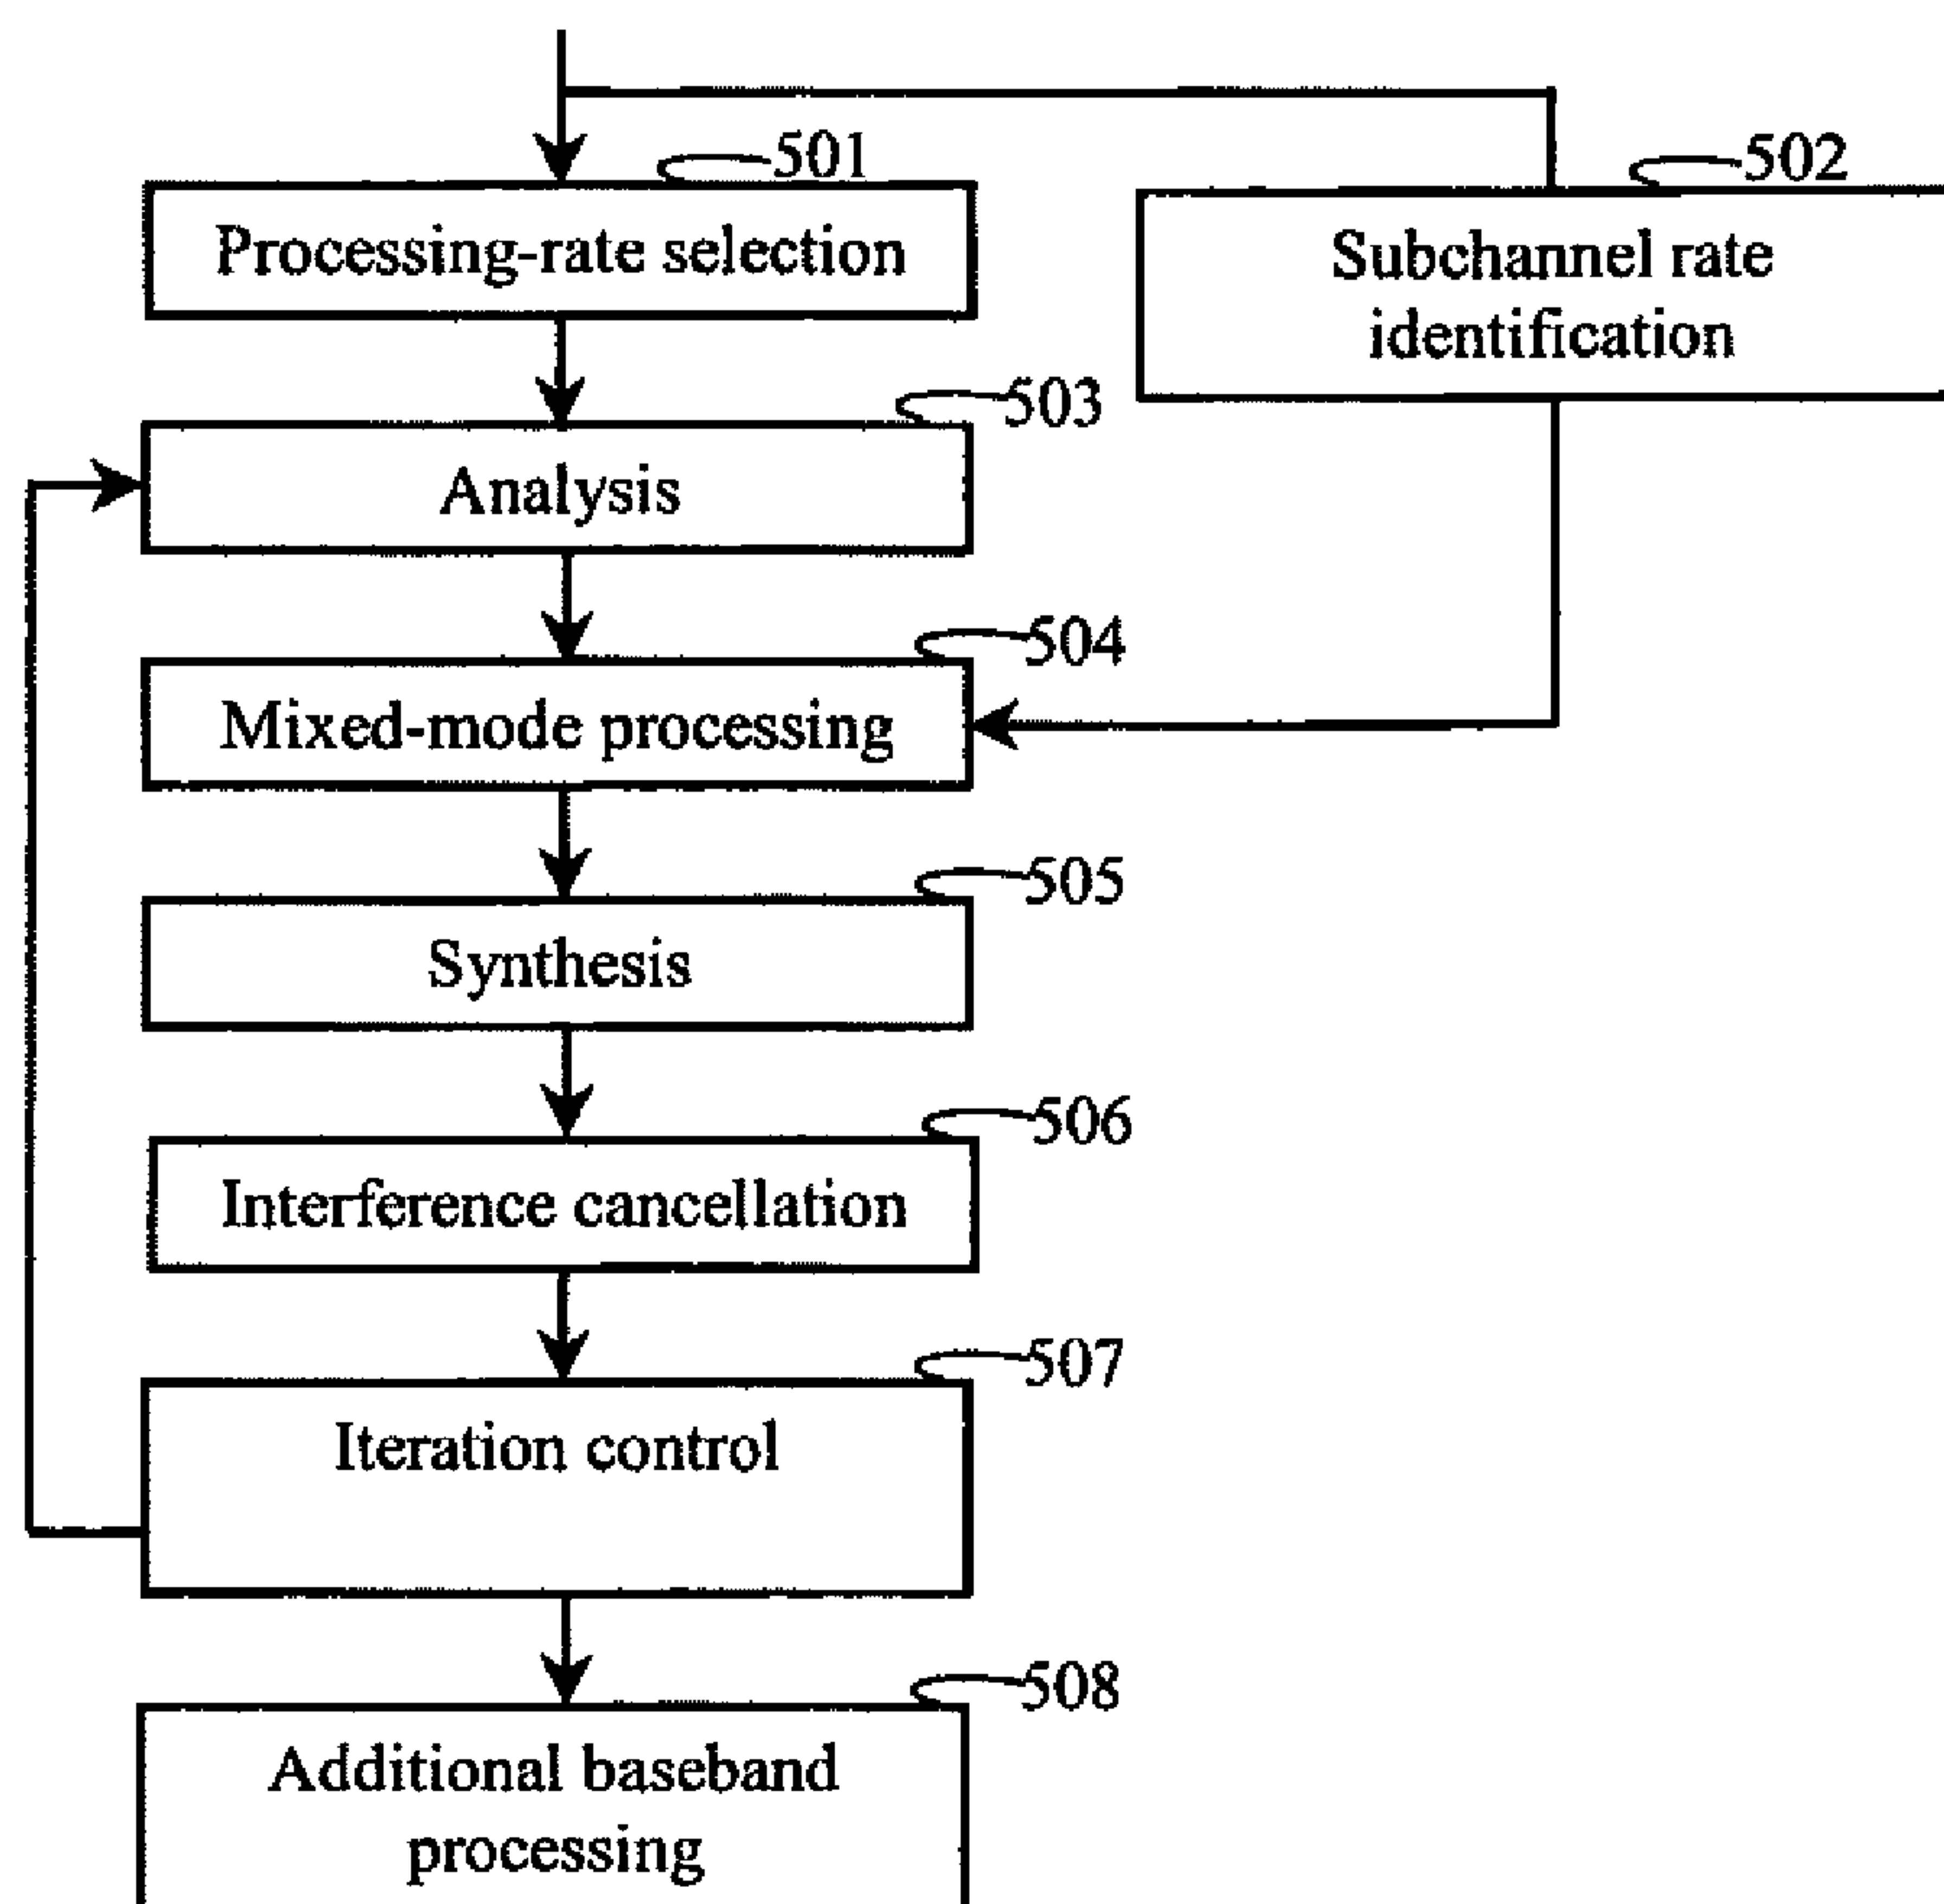 501
Processing-rate selection
502
Subchannel rate
identification
503
Analysis
504
Mixed-mode processing
505
Synthesis
506
Interference cancellation
507
Iteration control
508
Additional baseband
processing